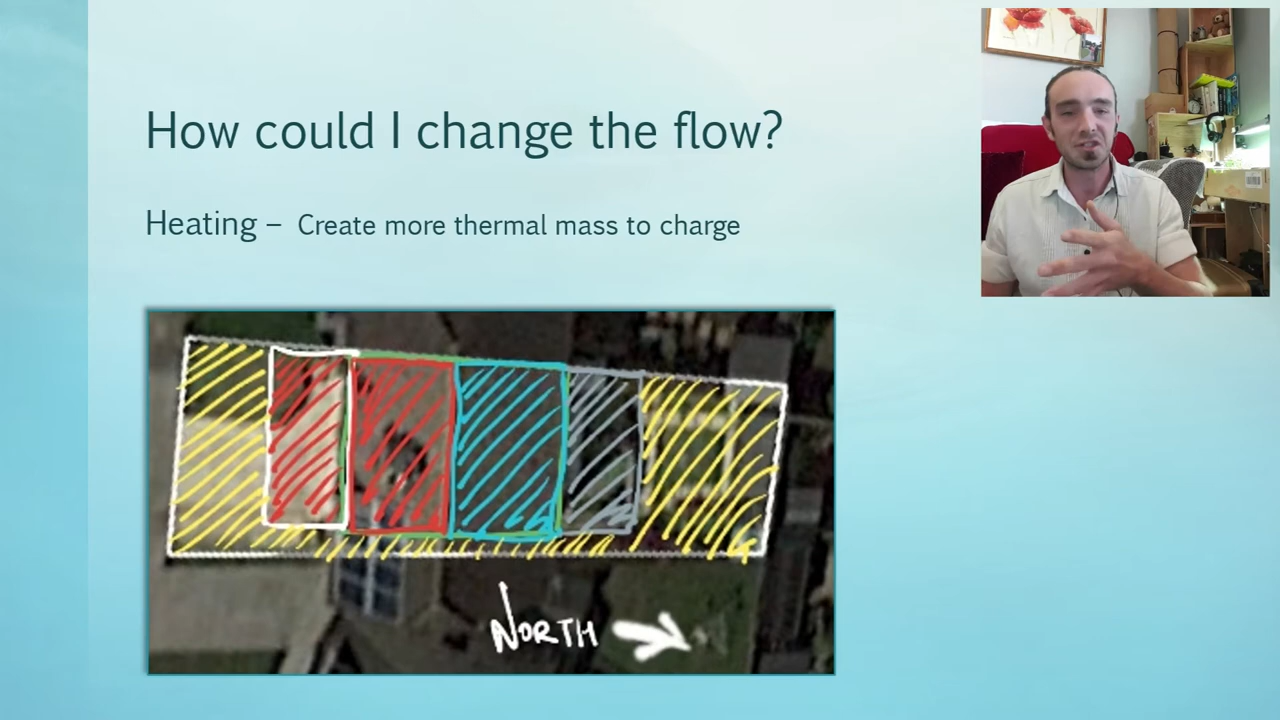 How could I change the flow?
Heating – Create more thermal mass to charge
NORTH